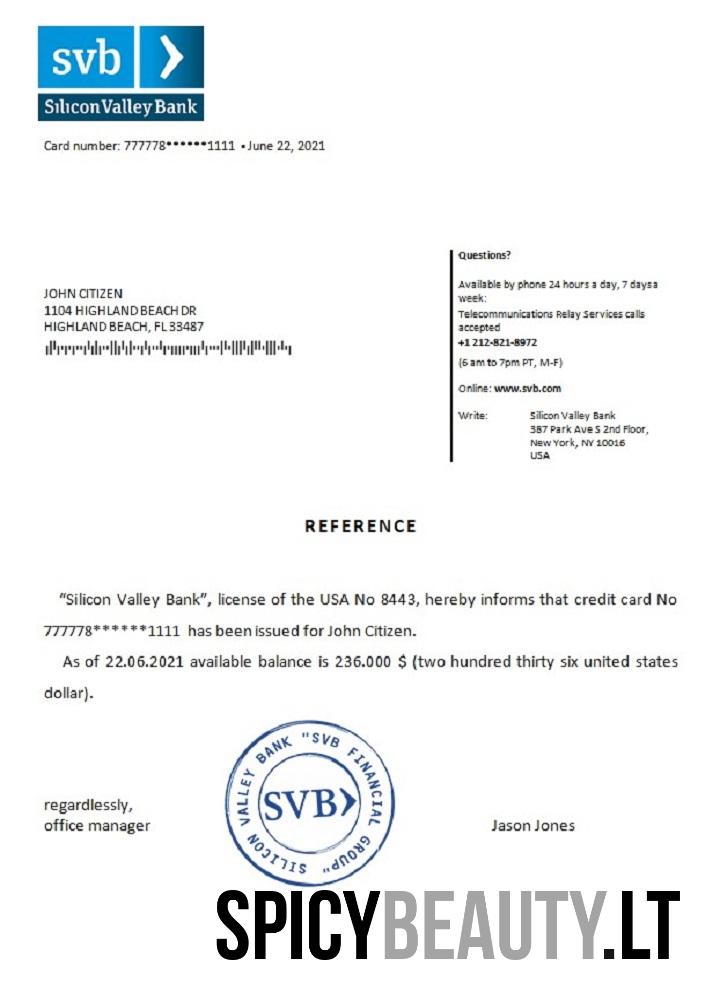 svb
Silicon Valley Bank
Card number: 777778******1111 • June 22, 2021
Questions?
Available by phone 24 hours a day, 7 daysa
week:
Telecommunications Relay Services calls
accepted
+1 212-821-8972
(6 am to 7pm PT, M-F)
Online: www.svb.com
Write: Silicon Valley Bank
387 Park Ave S 2nd Floor,
New York, NY 10016
USA
JOHN CITIZEN
1104 HIGHLAND BEACH DR
HIGHLAND BEACH, FL 33487
REFERENCE
“Silicon Valley Bank”, license of the USA No 8443, hereby informs that credit card No
777778******1111 has been issued for John Citizen.
As of 22.06.2021 available balance is 236.000 $ (two hundred thirty six united states
dollar).
regardlessly,
office manager
SILICON VALLEY BANK "SVB FINANCIAL GROUP"
SVB
Jason Jones
SPICYBEAUTY.LT